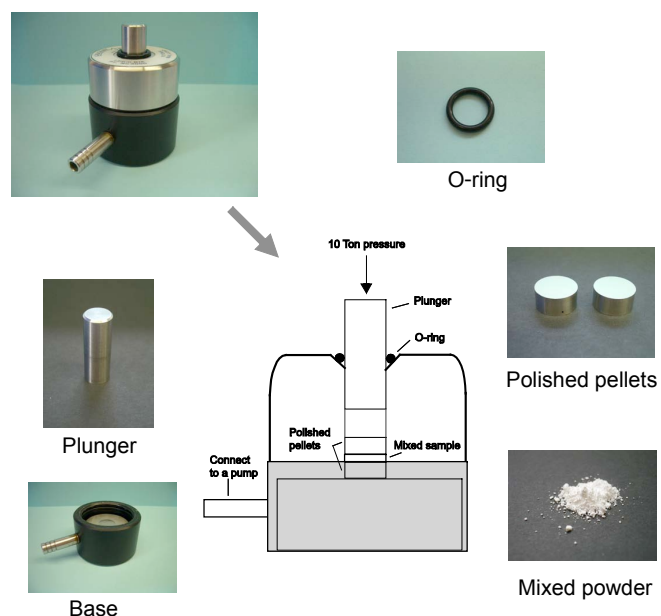 O-ring
10 Ton pressure
Plunger
O-ring
Polished pellets
Plunger
Polished
pellets
Mixed sample
Connect
to a pump
Base
Mixed powder